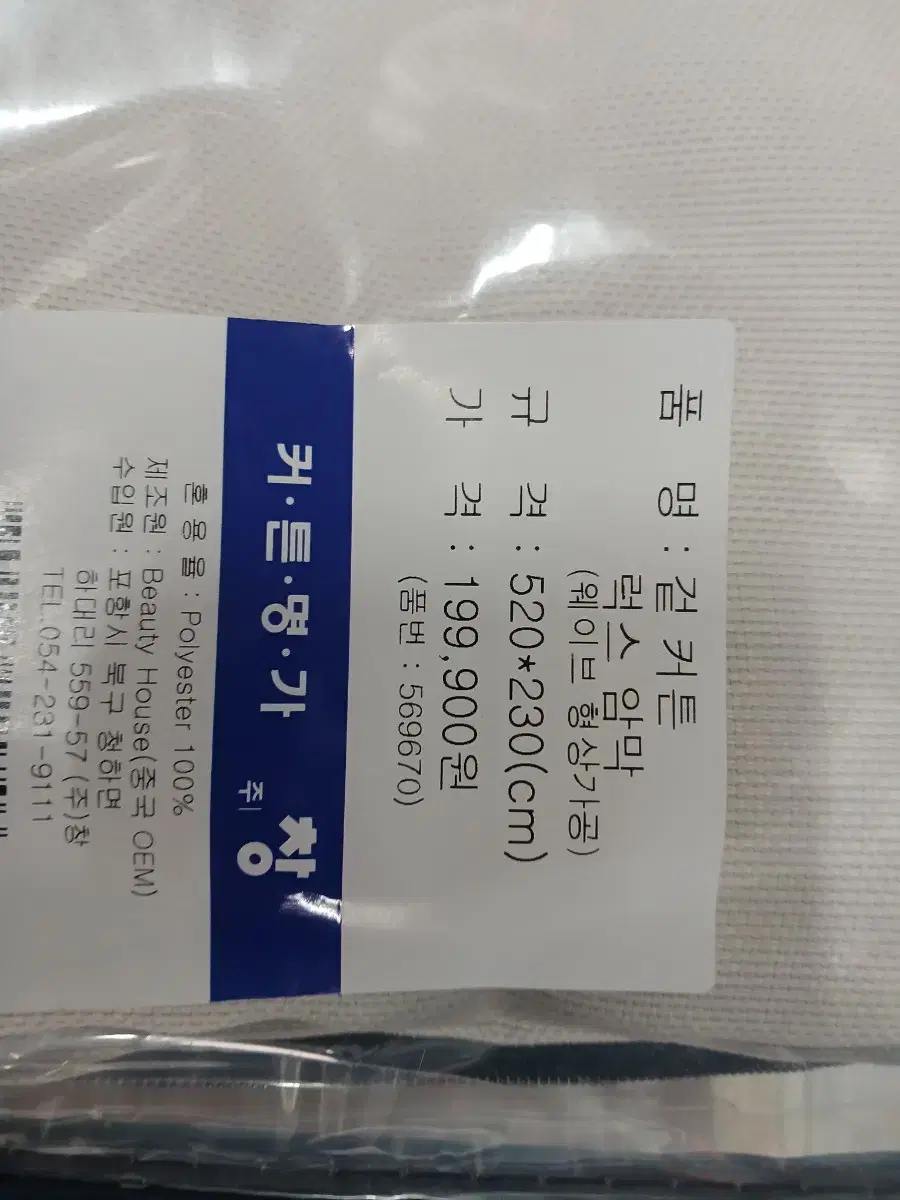 품 명 : 겉 커튼
럭스 암막
(웨이브 형상가공)
규 격 : 520*230(cm)
가 격 : 199,900원
(품번 : 569670)
커·튼·명·가 ㈜창
혼용율 : Polyester 100%
제조원 : Beauty House(중국 OEM)
수입원 : 포항시 북구 청하면
하대리 559-57 (주)창
TEL.054-231-9111